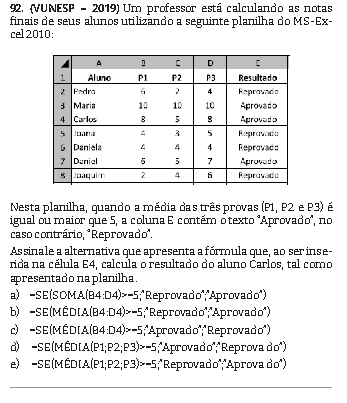 92. (VUNESP – 2019) Um professor está calculando as notas
finais de seus alunos utilizando a seguinte planilha do MS-Ex-
cel 2010:
A B C D E
1 Aluno P1 P2 P3 Resultado
2 Pedro 6 2 4 Reprovado
3 Maria 10 10 10 Aprovado
4 Carlos 8 5 8 Aprovado
5 Joana 4 3 5 Reprovado
6 Daniela 4 4 4 Reprovado
7 Daniel 6 5 7 Aprovado
8 Joaquim 2 4 6 Reprovado
Nesta planilha, quando a média das três provas (P1, P2 e P3) é
igual ou maior que 5, a coluna E contém o texto "Aprovado", no
caso contrário, "Reprovado".
Assinale a alternativa que apresenta a fórmula que, ao ser inse-
rida na célula E4, calcula o resultado do aluno Carlos, tal como
apresentado na planilha.
a) =SE(SOMA(B4:D4)>=5;"Reprovado";"Aprovado")
b) =SE(MÉDIA(B4:D4)>=5;"Reprovado";"Aprovado")
c) =SE(MÉDIA(B4:D4)>=5;"Aprovado";"Reprovado")
d) =SE(MÉDIA(P1;P2;P3)>=5;"Aprovado";"Reprova do")
e) =SE(MÉDIA(P1;P2;P3)>=5;"Reprovado";"Aprova do")